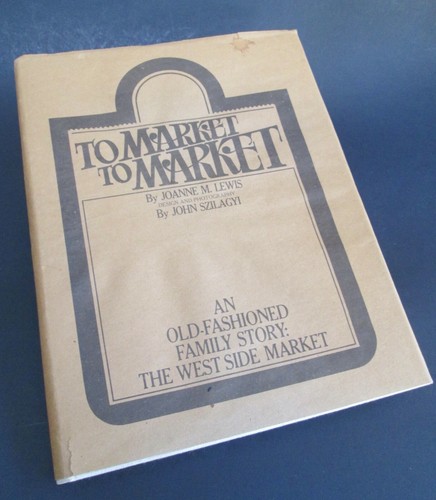 TO MARKET
TO MARKET
By JOANNE M. LEWIS
DESIGN AND PHOTOGRAPHY
By JOHN SZILAGYI
AN
OLD-FASHIONED
FAMILY STORY:
THE WEST SIDE MARKET